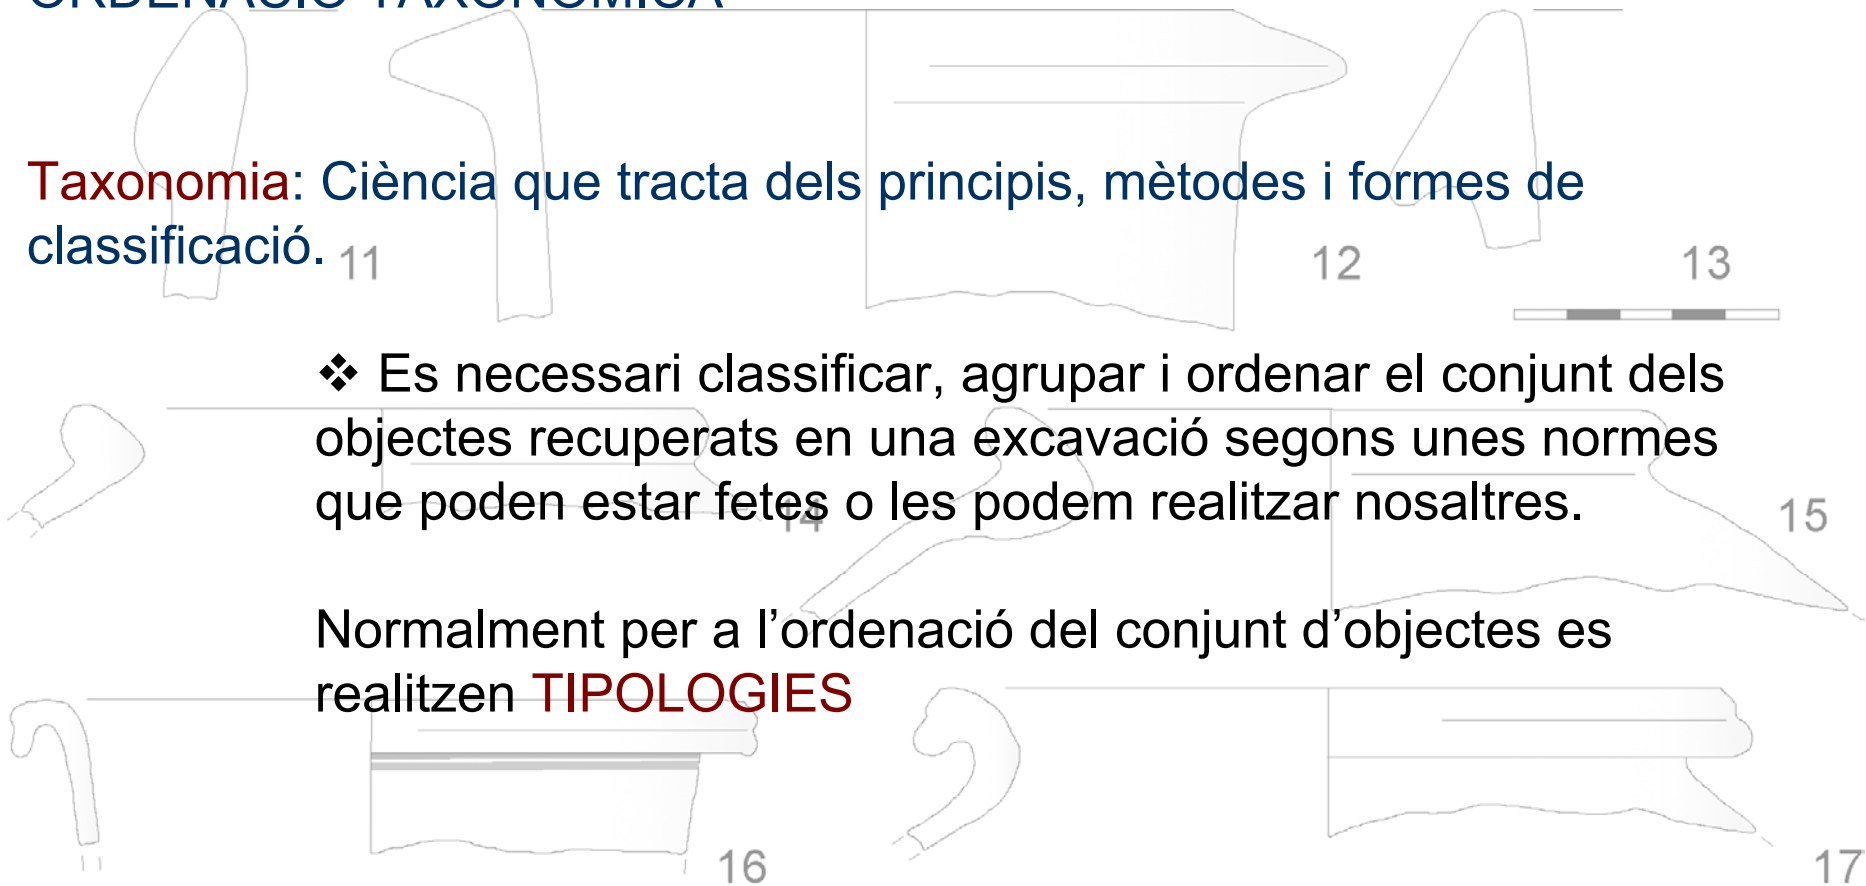 ORDENACIÓ TAXONÒMICA
Taxonomia: Ciència que tracta dels principis, mètodes i formes de
classificació.
11
12
13
❖ Es necessari classificar, agrupar i ordenar el conjunt dels
objectes recuperats en una excavació segons unes normes
que poden estar fetes o les podem realitzar nosaltres.
14
15
Normalment per a l’ordenació del conjunt d’objectes es
realitzen TIPOLOGIES
16
17